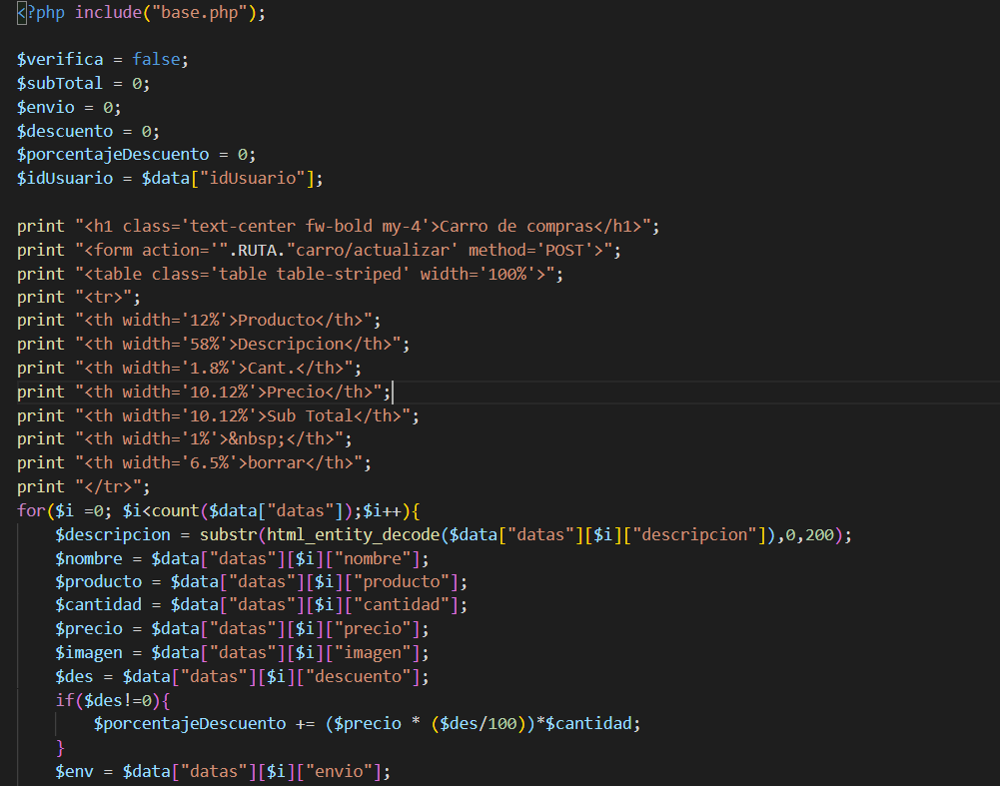 <?php include("base.php");
$verifica = false;
$subTotal = 0;
$envio = 0;
$descuento = 0;
$porcentajeDescuento = 0;
$idUsuario = $data["idUsuario"];
print "<h1 class='text-center fw-bold my-4'>Carro de compras</h1>";
print "<form action='".RUTA."carro/actualizar' method='POST'>";
print "<table class='table table-striped' width='100%'>";
print "<tr>";
print "<th width='12%'>Producto</th>";
print "<th width='58%'>Descripcion</th>";
print "<th width='1.8%'>Cant.</th>";
print "<th width='10.12%'>Precio</th>";
print "<th width='10.12%'>Sub Total</th>";
print "<th width='1%'>&nbsp;</th>";
print "<th width='6.5%'>borrar</th>";
print "</tr>";
for($i =0; $i<count($data["datas"]);$i++){
    $descripcion = substr(html_entity_decode($data["datas"][$i]["descripcion"]),0,200);
    $nombre = $data["datas"][$i]["nombre"];
    $producto = $data["datas"][$i]["producto"];
    $cantidad = $data["datas"][$i]["cantidad"];
    $precio = $data["datas"][$i]["precio"];
    $imagen = $data["datas"][$i]["imagen"];
    $des = $data["datas"][$i]["descuento"];
    if($des!=0){
        $porcentajeDescuento += ($precio * ($des/100))*$cantidad;
    }
    $env = $data["datas"][$i]["envio"];